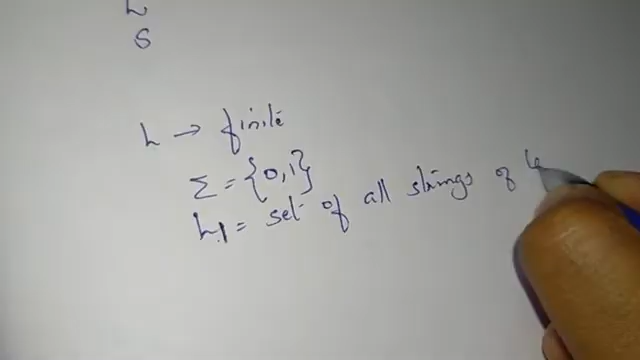 L
S
L → finite
Σ = {0,1}
L1 = set of all strings of